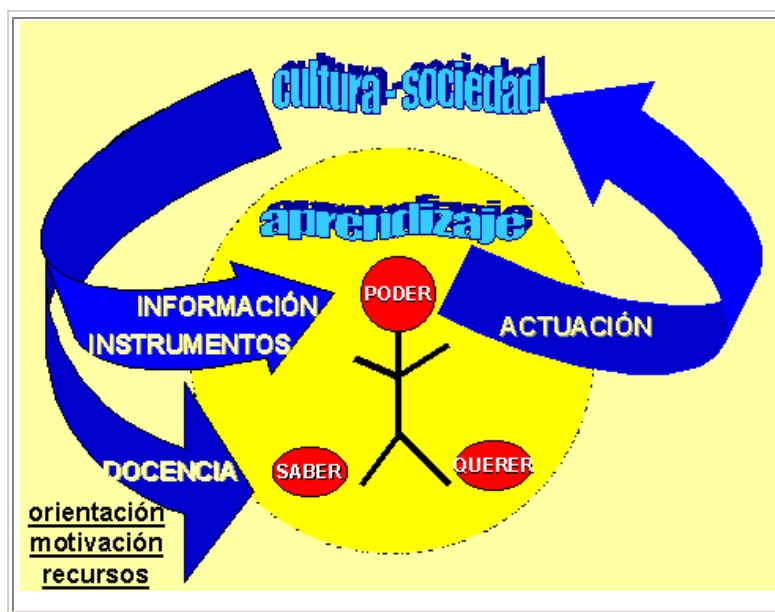 cultura - sociedad
aprendizaje
PODER
INFORMACIÓN
INSTRUMENTOS
ACTUACIÓN
DOCENCIA
SABER
QUERER
orientación
motivación
recursos